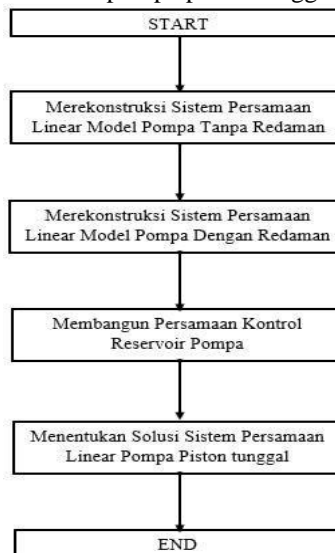 START
Merekonstruksi Sistem Persamaan
Linear Model Pompa Tanpa Redaman
Merekonstruksi Sistem Persamaan
Linear Model Pompa Dengan Redaman
Membangun Persamaan Kontrol
Reservoir Pompa
Menentukan Solusi Sistem Persamaan
Linear Pompa Piston tunggal
END